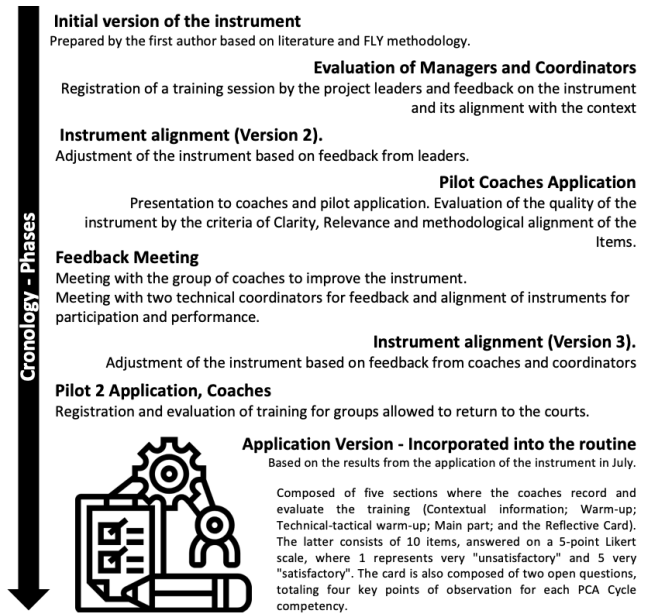 Initial version of the instrument
Prepared by the first author based on literature and FLY methodology.
Evaluation of Managers and Coordinators
Registration of a training session by the project leaders and feedback on the instrument
and its alignment with the context
Instrument alignment (Version 2).
Adjustment of the instrument based on feedback from leaders.
Pilot Coaches Application
Presentation to coaches and pilot application. Evaluation of the quality of the
instrument by the criteria of Clarity, Relevance and methodological alignment of the
Items.
Feedback Meeting
Meeting with the group of coaches to improve the instrument.
Meeting with two technical coordinators for feedback and alignment of instruments for
participation and performance.
Instrument alignment (Version 3).
Adjustment of the instrument based on feedback from coaches and coordinators
Pilot 2 Application, Coaches
Registration and evaluation of training for groups allowed to return to the courts.
Application Version - Incorporated into the routine
Based on the results from the application of the instrument in July.
Composed of five sections where the coaches record and
evaluate the training (Contextual information; Warm-up;
Technical-tactical warm-up; Main part; and the Reflective Card).
The latter consists of 10 items, answered on a 5-point Likert
scale, where 1 represents very "unsatisfactory" and 5 very
"satisfactory". The card is also composed of two open questions,
totaling four key points of observation for each PCA Cycle
competency.
Cronology - Phases